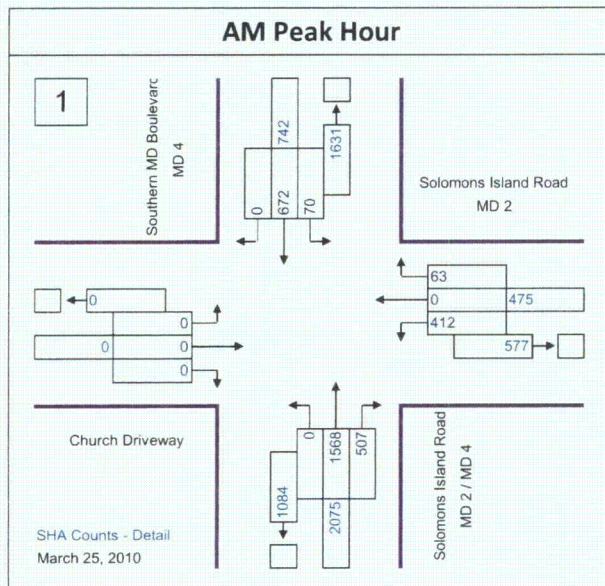 AM Peak Hour
1
Southern MD Boulevard
MD 4
742
1631
0
672
70
Solomons Island Road
MD 2
0
0
0
0
0
63
0
475
412
577
Church Driveway
0
1568
507
1084
2075
Solomons Island Road
MD 2 / MD 4
SHA Counts - Detail
March 25, 2010